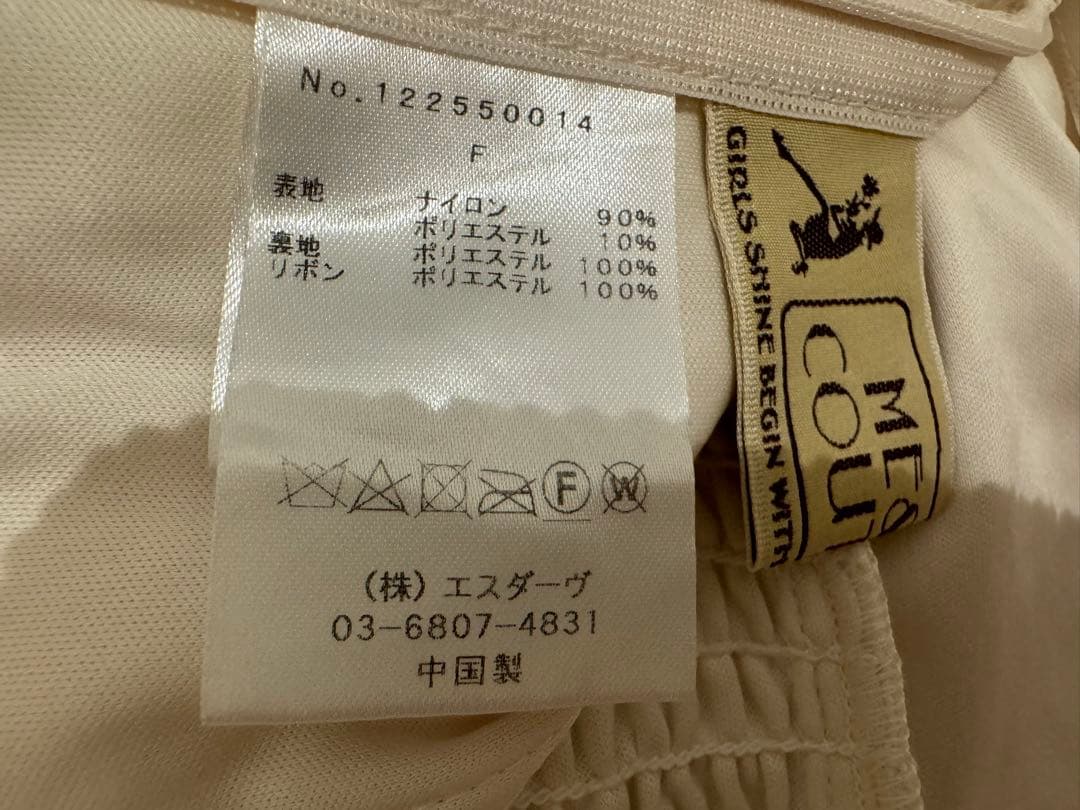 No.122550014
F
表地 ナイロン 90%
ポリエステル 10%
裏地 ポリエステル 100%
リボン ポリエステル 100%
F W
(株) エスダーヴ
03-6807-4831
中国製
GIRLS SHINE BEGIN WITH
ME&
COU